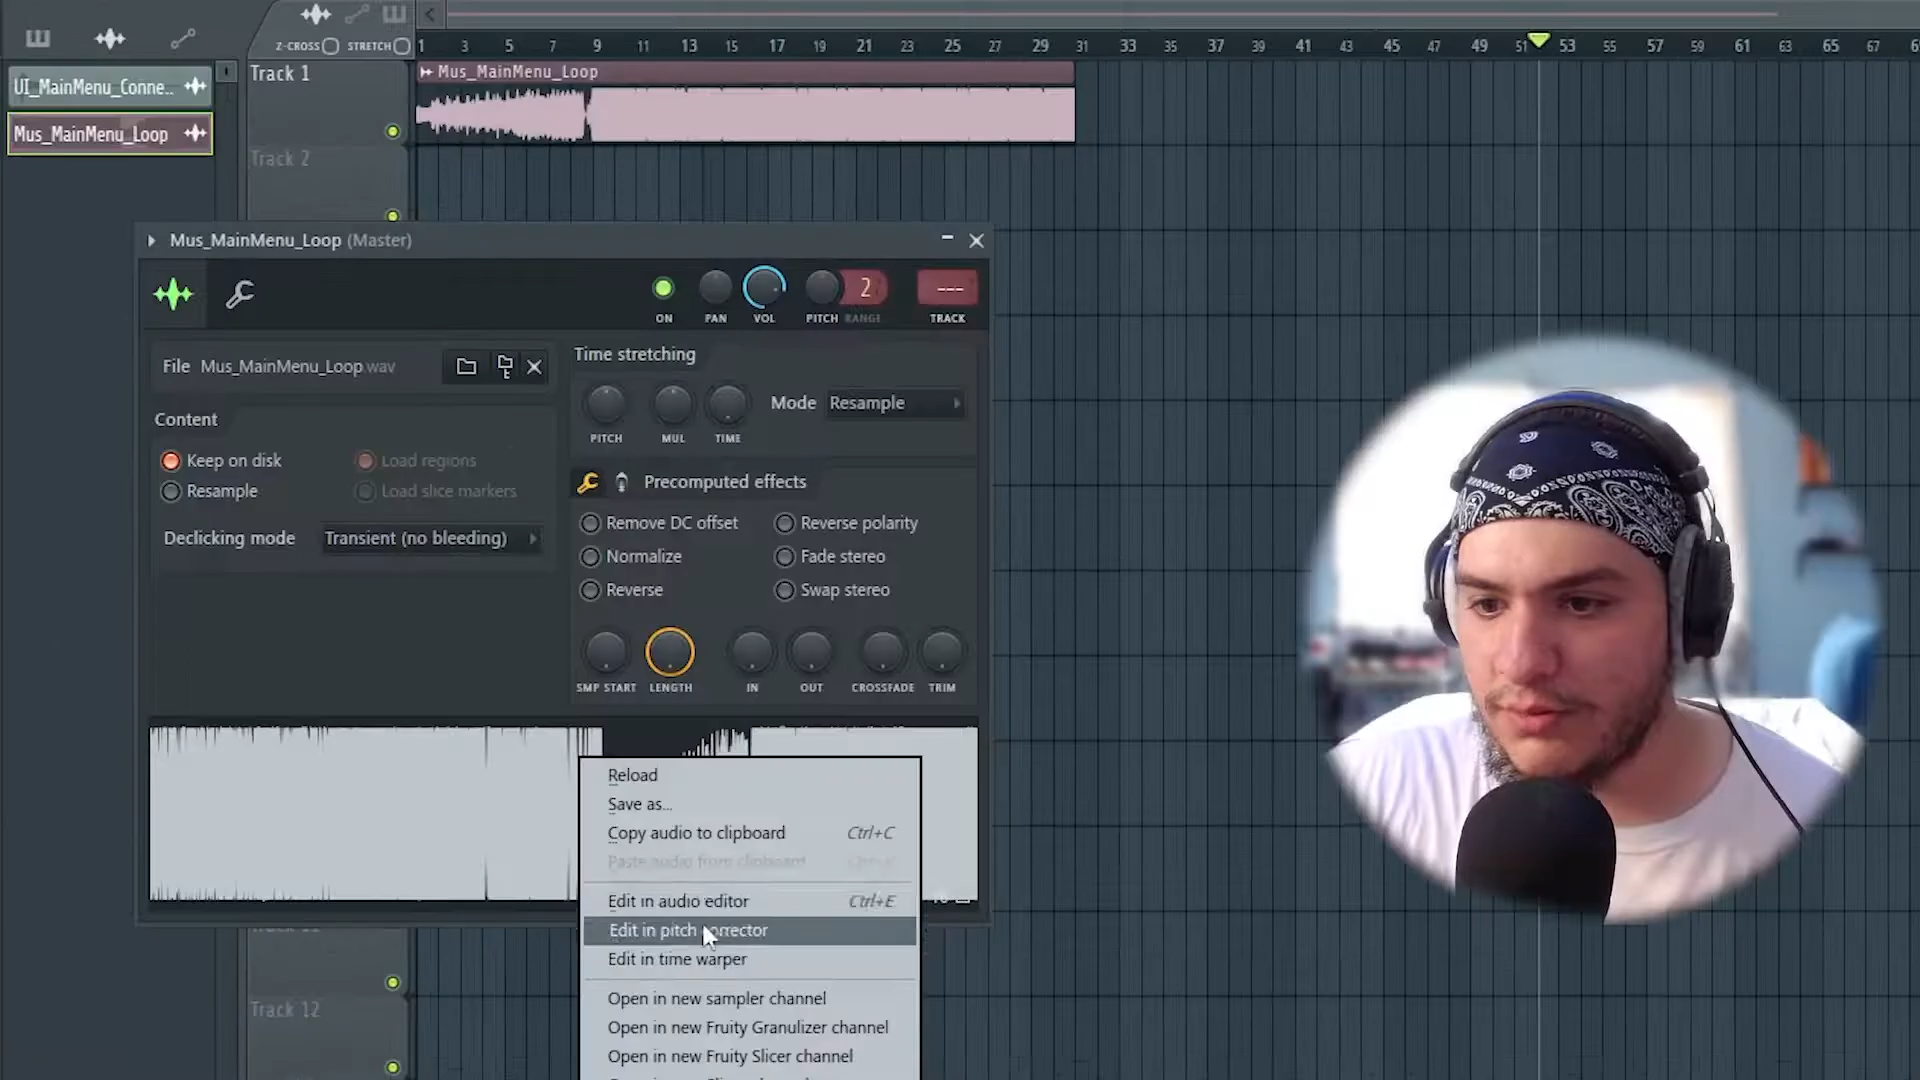 Z-CROSS STRETCH
1 3 5 7 9 11 13 15 17 19 21 23 25 27 29 31 33 35 37 39 41 43 45 47 49 51 53 55 57 59 61 63 65 67
UI_MainMenu_Conne...
Mus_MainMenu_Loop
Track 1
Mus_MainMenu_Loop
Track 2
Mus_MainMenu_Loop (Master)
2 ---
ON PAN VOL PITCH RANGE TRACK
File Mus_MainMenu_Loop.wav
Time stretching
PITCH MUL TIME
Mode Resample
Content
Keep on disk Load regions
Resample Load slice markers
Declicking mode Transient (no bleeding)
Precomputed effects
Remove DC offset Reverse polarity
Normalize Fade stereo
Reverse Swap stereo
SMP START LENGTH IN OUT CROSSFADE TRIM
Reload
Save as...
Copy audio to clipboard Ctrl+C
Paste audio from clipboard
Edit in audio editor Ctrl+E
Edit in pitch corrector
Edit in time warper
Open in new sampler channel
Open in new Fruity Granulizer channel
Open in new Fruity Slicer channel
Track 12